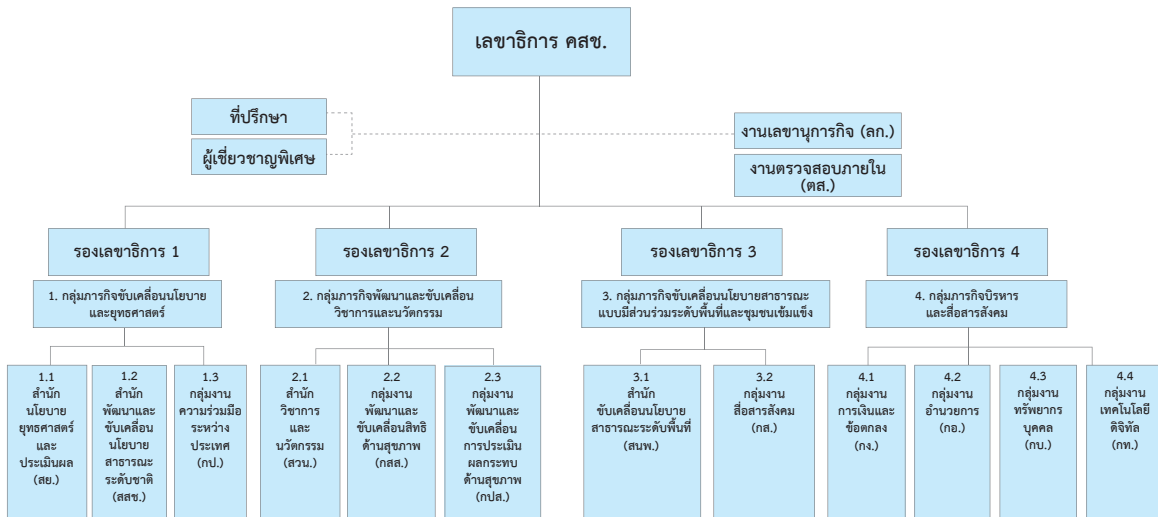 เลขาธิการ คสช.
ที่ปรึกษา
ผู้เชี่ยวชาญพิเศษ
งานเลขานุการกิจ (ลก.)
งานตรวจสอบภายใน
(ตส.)
รองเลขาธิการ 1
รองเลขาธิการ 2
รองเลขาธิการ 3
รองเลขาธิการ 4
1. กลุ่มภารกิจขับเคลื่อนนโยบาย
และยุทธศาสตร์
2. กลุ่มภารกิจพัฒนาและขับเคลื่อน
วิชาการและนวัตกรรม
3. กลุ่มภารกิจขับเคลื่อนนโยบายสาธารณะ
แบบมีส่วนร่วมระดับพื้นที่และชุมชนเข้มแข็ง
4. กลุ่มภารกิจบริหาร
และสื่อสารสังคม
1.1
สำนัก
นโยบาย
ยุทธศาสตร์
และ
ประเมินผล
(สย.)
1.2
สำนัก
พัฒนาและ
ขับเคลื่อน
นโยบาย
สาธารณะ
ระดับชาติ
(สสช.)
1.3
กลุ่มงาน
ความร่วมมือ
ระหว่าง
ประเทศ
(กป.)
2.1
สำนัก
วิชาการ
และ
นวัตกรรม
(สวน.)
2.2
กลุ่มงาน
พัฒนาและ
ขับเคลื่อนสิทธิ
ด้านสุขภาพ
(กสส.)
2.3
กลุ่มงาน
พัฒนาและ
ขับเคลื่อน
การประเมิน
ผลกระทบ
ด้านสุขภาพ
(กปส.)
3.1
สำนัก
ขับเคลื่อนนโยบาย
สาธารณะระดับพื้นที่
(สนพ.)
3.2
กลุ่มงาน
สื่อสารสังคม
(กส.)
4.1
กลุ่มงาน
การเงินและ
ข้อตกลง
(กง.)
4.2
กลุ่มงาน
อำนวยการ
(กอ.)
4.3
กลุ่มงาน
ทรัพยากร
บุคคล
(กบ.)
4.4
กลุ่มงาน
เทคโนโลยี
ดิจิทัล
(กท.)